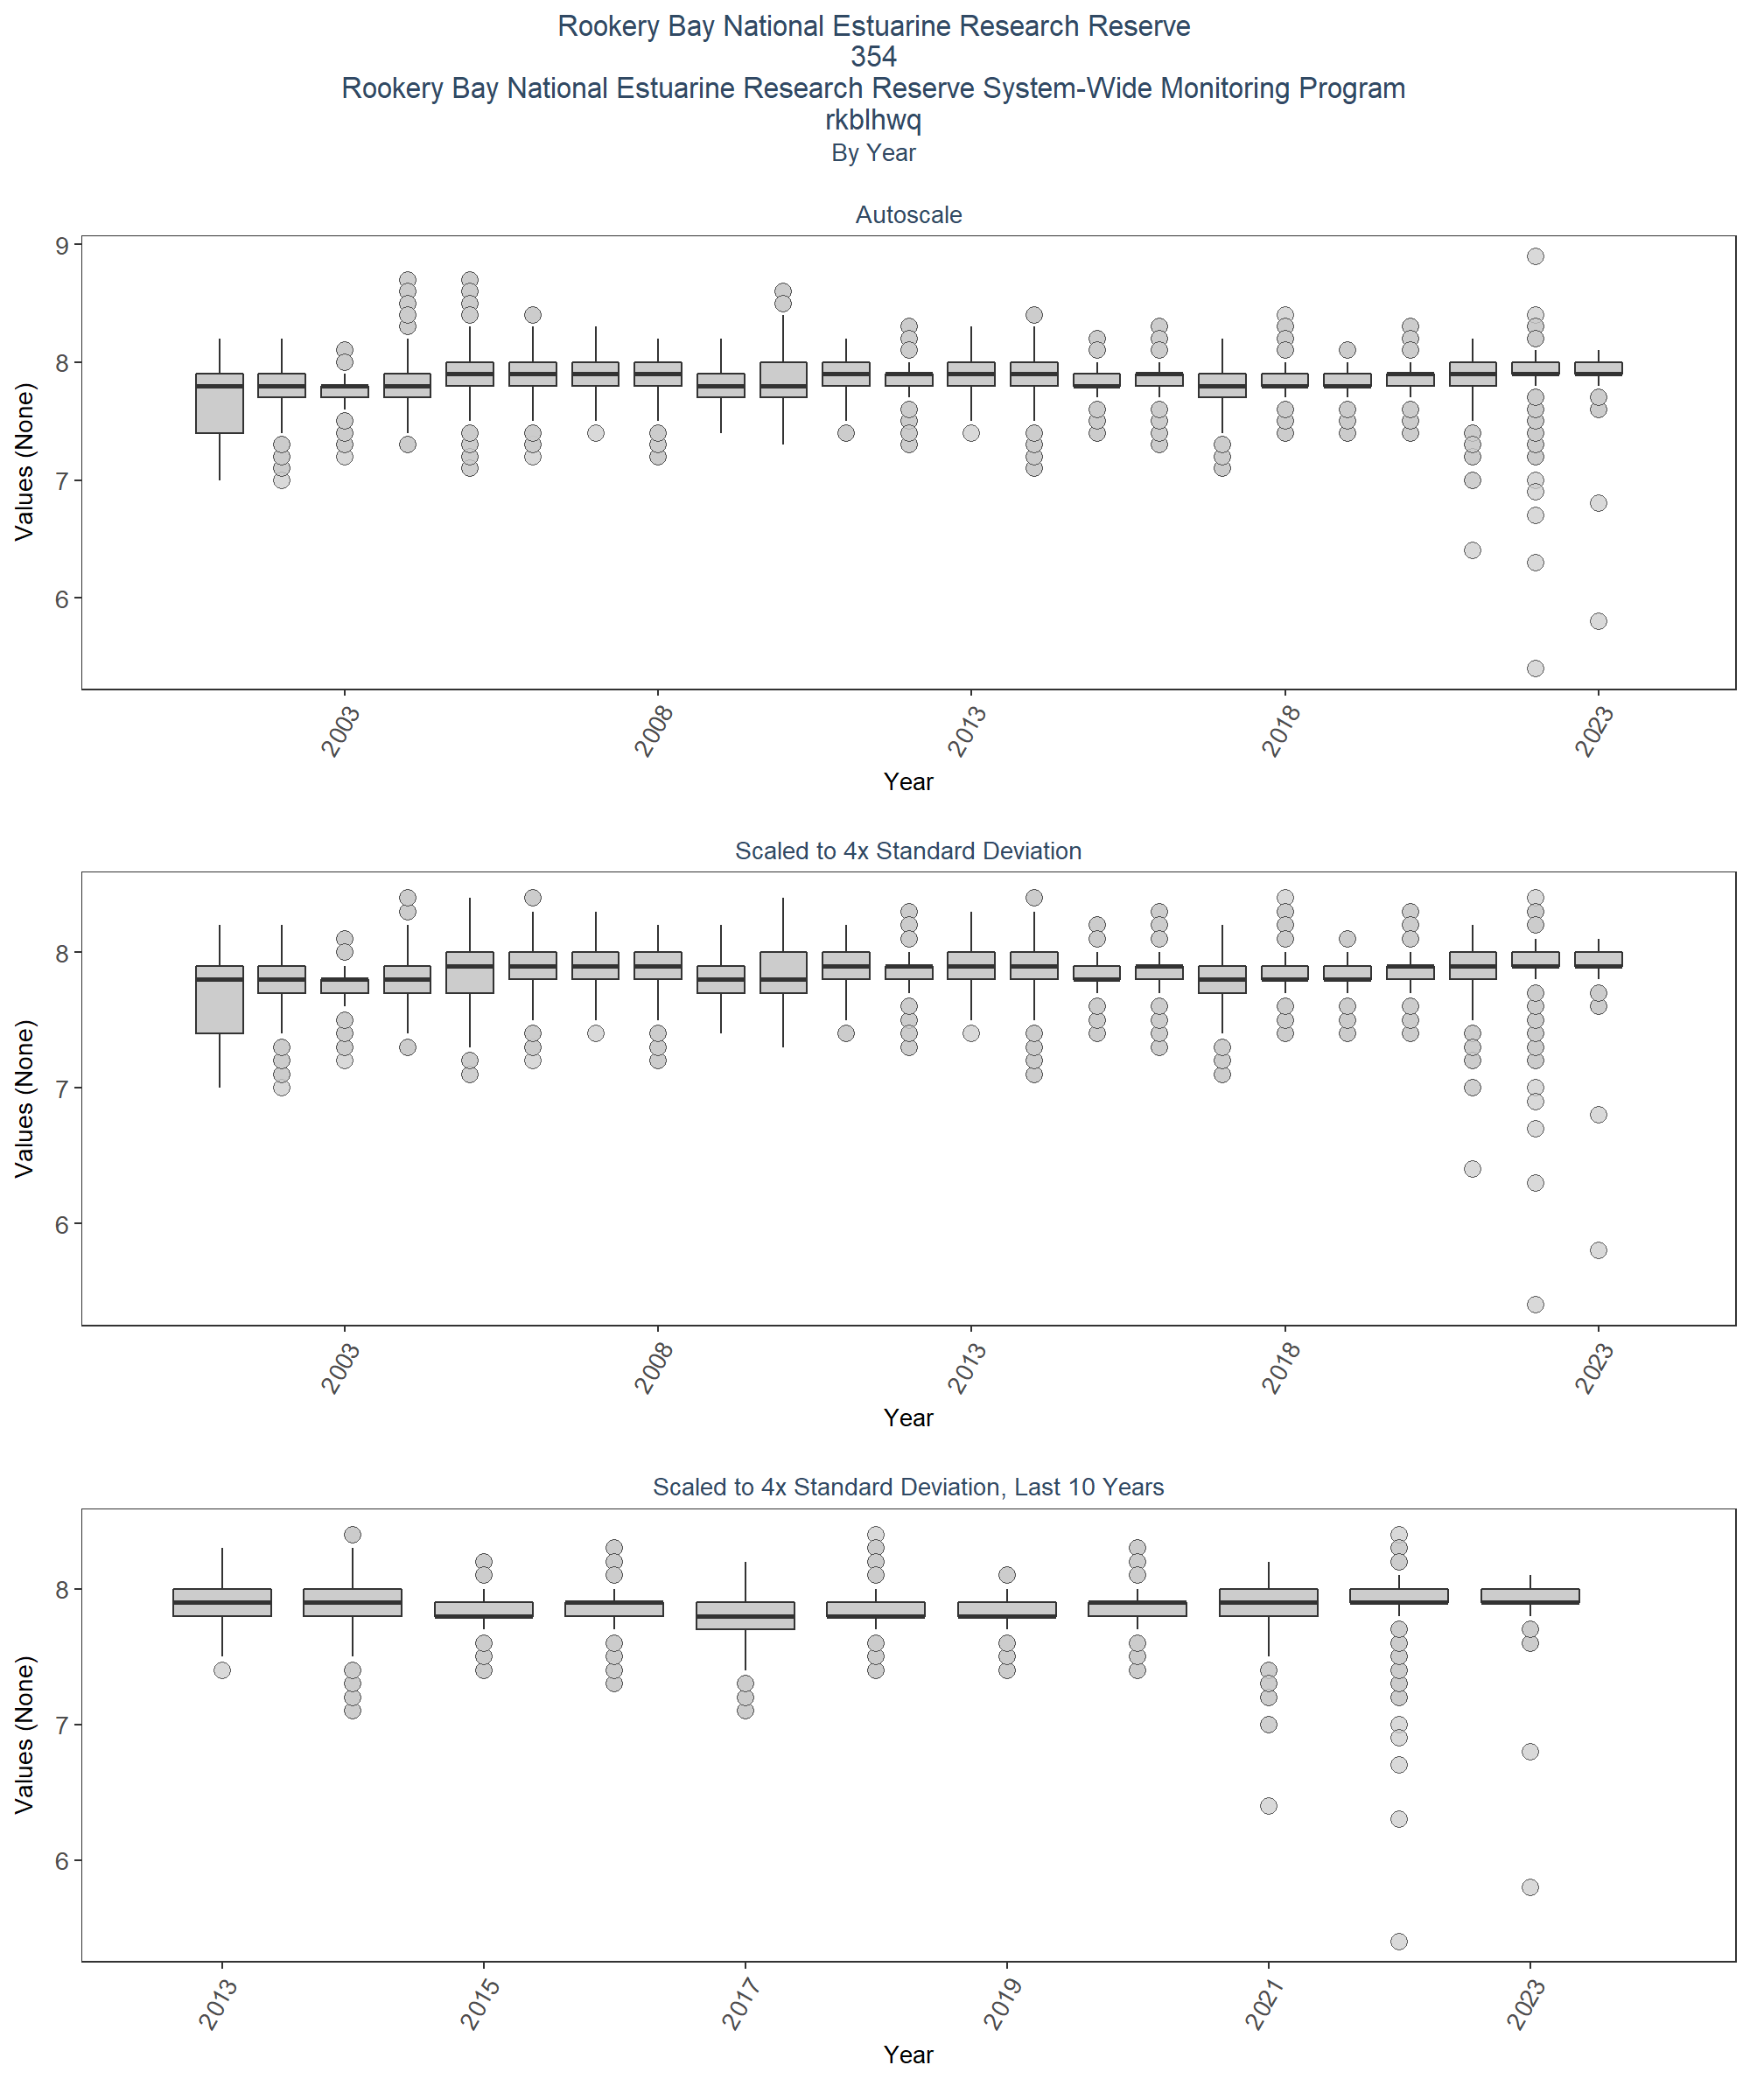 Rookery Bay National Estuarine Research Reserve
354
Rookery Bay National Estuarine Research Reserve System-Wide Monitoring Program
rkblhwq
By Year
Autoscale
9
8
7
6
Values (None)
2003 2008 2013 2018 2023
Year
Scaled to 4x Standard Deviation
8
7
6
Values (None)
2003 2008 2013 2018 2023
Year
Scaled to 4x Standard Deviation, Last 10 Years
8
7
6
Values (None)
2013 2015 2017 2019 2021 2023
Year